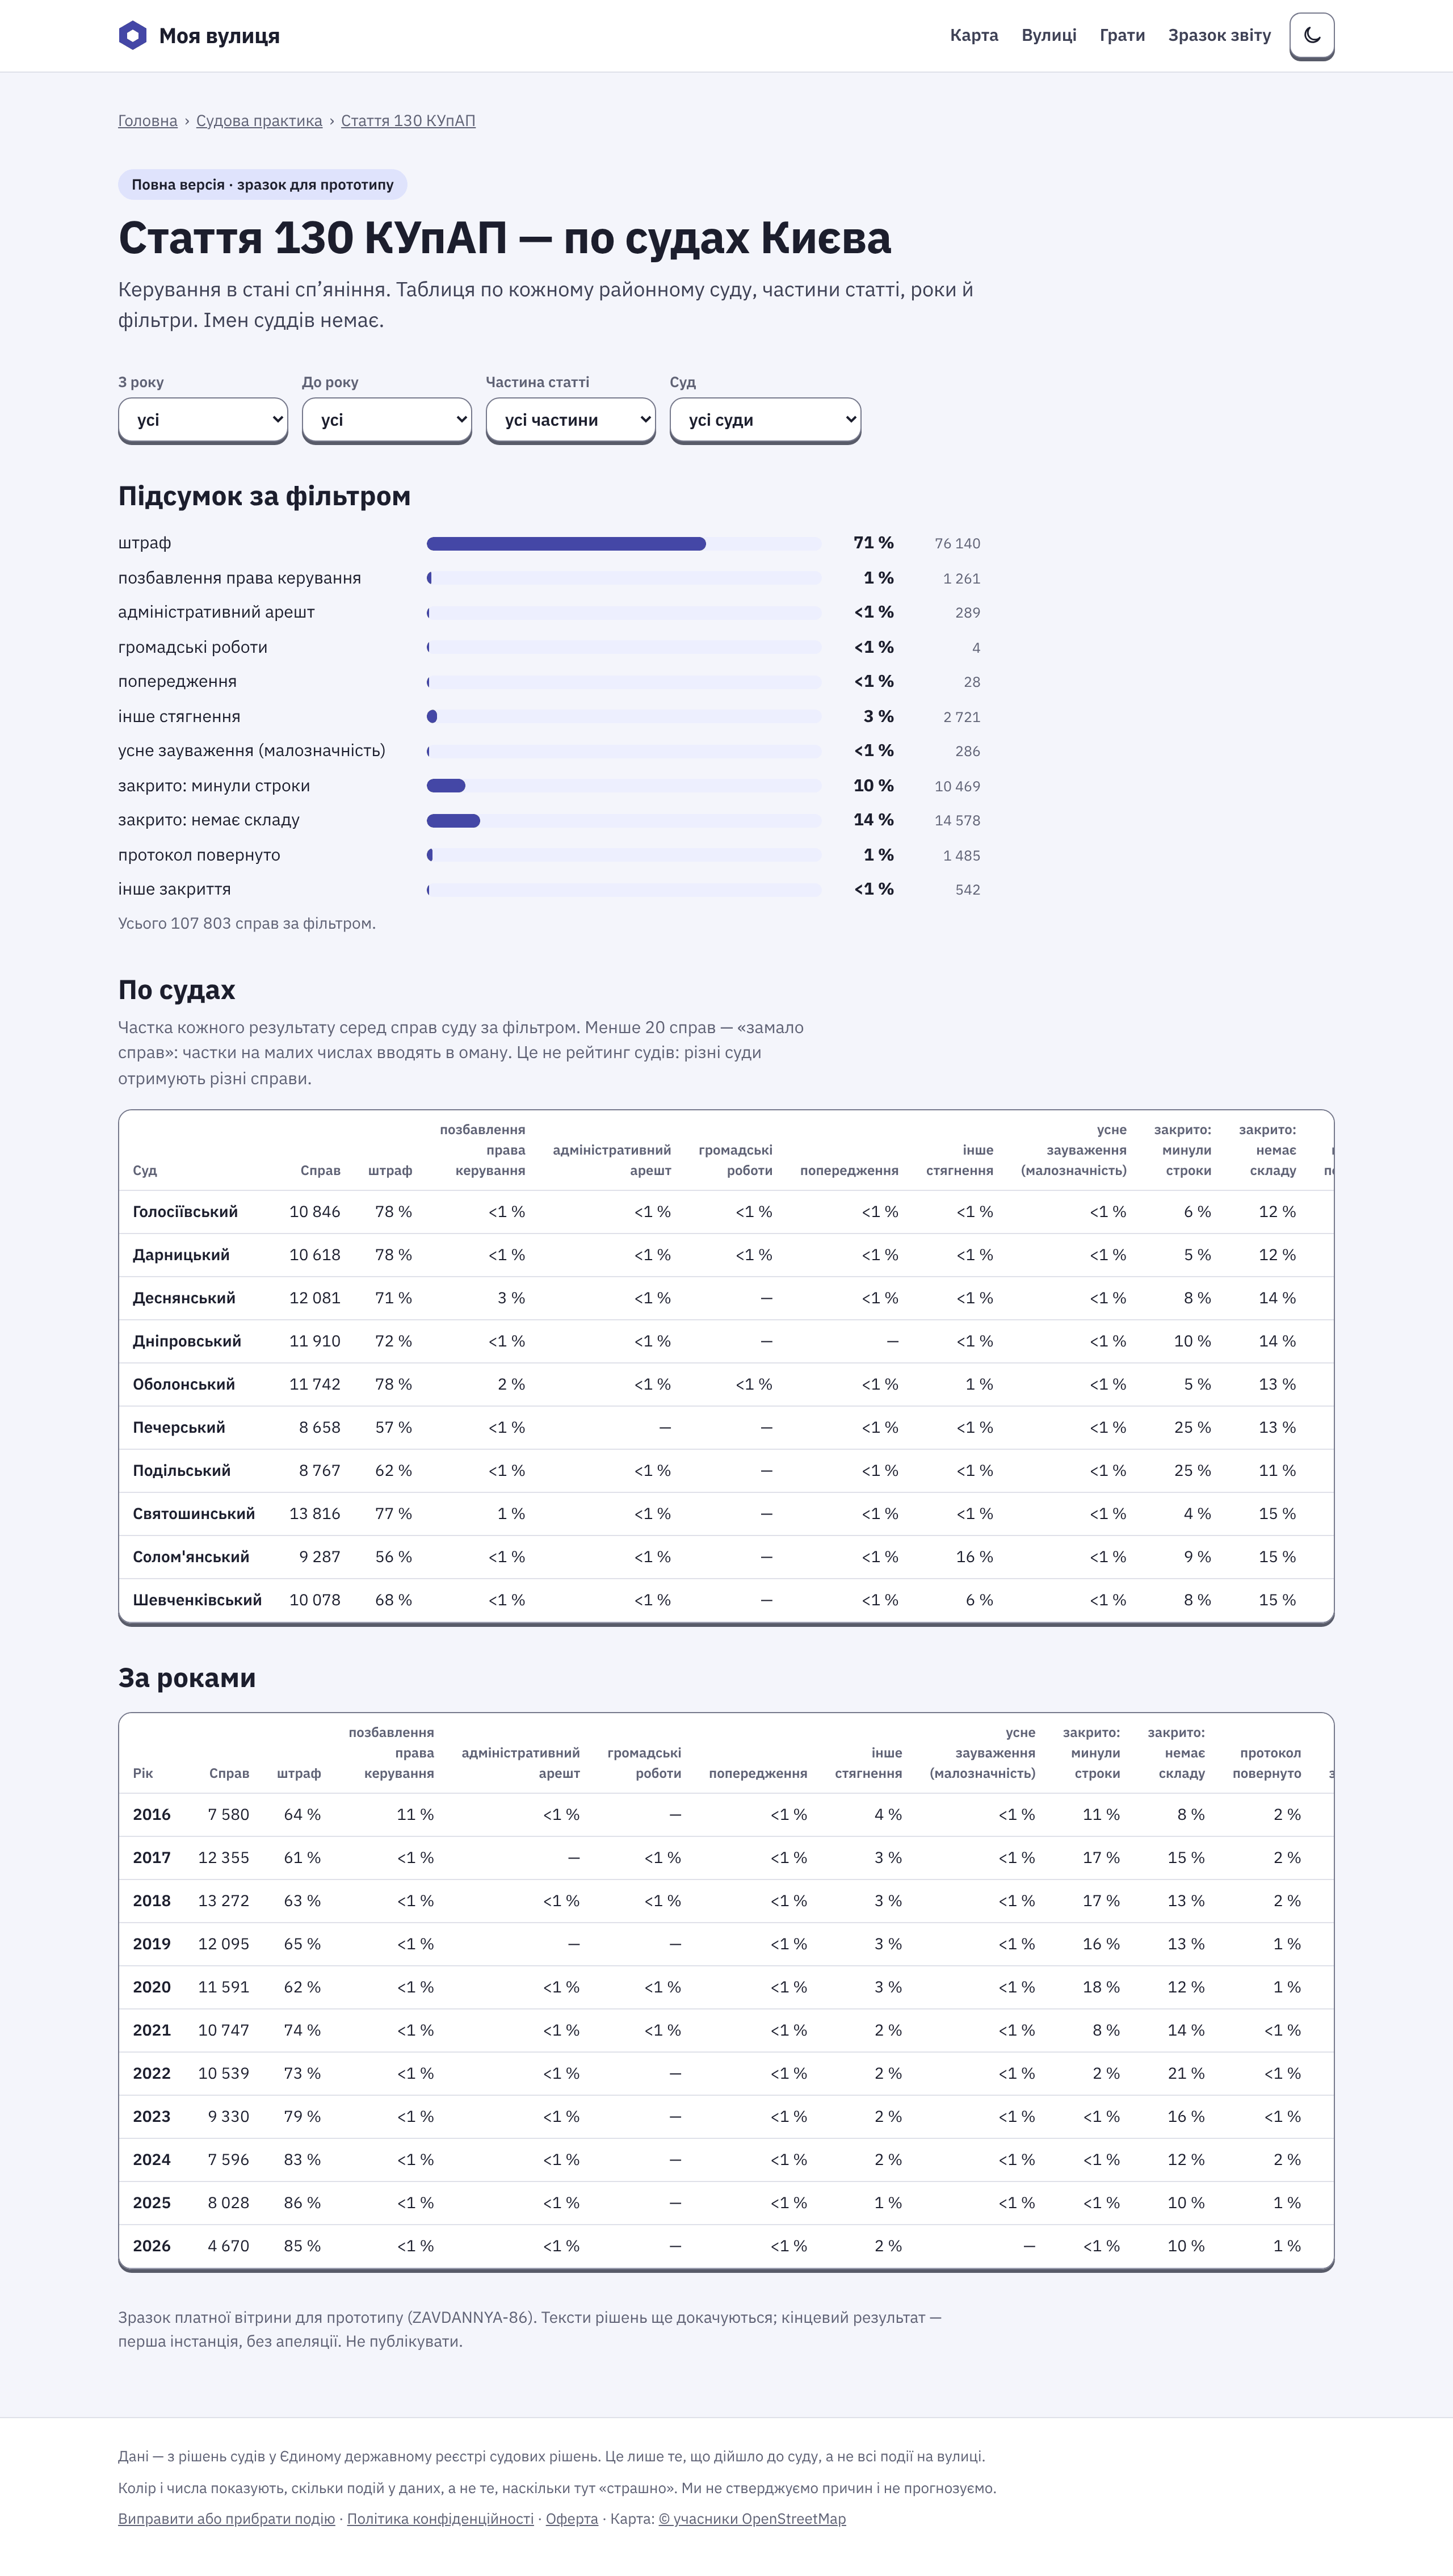 Моя вулиця
Карта Вулиці Грати Зразок звіту
Головна › Судова практика › Стаття 130 КУпАП
Повна версія · зразок для прототипу
Стаття 130 КУпАП — по судах Києва
Керування в стані сп’яніння. Таблиця по кожному районному суду, частини статті, роки й
фільтри. Імен суддів немає.
З року До року Частина статті Суд
усі усі усі частини усі суди
Підсумок за фільтром
штраф 71 % 76 140
позбавлення права керування 1 % 1 261
адміністративний арешт <1 % 289
громадські роботи <1 % 4
попередження <1 % 28
інше стягнення 3 % 2 721
усне зауваження (малозначність) <1 % 286
закрито: минули строки 10 % 10 469
закрито: немає складу 14 % 14 578
протокол повернуто 1 % 1 485
інше закриття <1 % 542
Усього 107 803 справ за фільтром.
По судах
Частка кожного результату серед справ суду за фільтром. Менше 20 справ — «замало
справ»: частки на малих числах вводять в оману. Це не рейтинг судів: різні суди
отримують різні справи.
позбавлення усне закрито: закрито:
права адміністративний громадські інше зауваження минули немає
Суд Справ штраф керування арешт роботи попередження стягнення (малозначність) строки складу
Голосіївський 10 846 78 % <1 % <1 % <1 % <1 % <1 % <1 % 6 % 12 %
Дарницький 10 618 78 % <1 % <1 % <1 % <1 % <1 % <1 % 5 % 12 %
Деснянський 12 081 71 % 3 % <1 % — <1 % <1 % <1 % 8 % 14 %
Дніпровський 11 910 72 % <1 % <1 % — — <1 % <1 % 10 % 14 %
Оболонський 11 742 78 % 2 % <1 % <1 % <1 % 1 % <1 % 5 % 13 %
Печерський 8 658 57 % <1 % — — <1 % <1 % <1 % 25 % 13 %
Подільський 8 767 62 % <1 % <1 % — <1 % <1 % <1 % 25 % 11 %
Святошинський 13 816 77 % 1 % <1 % — <1 % <1 % <1 % 4 % 15 %
Солом'янський 9 287 56 % <1 % <1 % — <1 % 16 % <1 % 9 % 15 %
Шевченківський 10 078 68 % <1 % <1 % — <1 % 6 % <1 % 8 % 15 %
За роками
позбавлення усне закрито: закрито:
права адміністративний громадські інше зауваження минули немає протокол
Рік Справ штраф керування арешт роботи попередження стягнення (малозначність) строки складу повернуто
2016 7 580 64 % 11 % <1 % — <1 % 4 % <1 % 11 % 8 % 2 %
2017 12 355 61 % <1 % — <1 % <1 % 3 % <1 % 17 % 15 % 2 %
2018 13 272 63 % <1 % <1 % <1 % <1 % 3 % <1 % 17 % 13 % 2 %
2019 12 095 65 % <1 % — — <1 % 3 % <1 % 16 % 13 % 1 %
2020 11 591 62 % <1 % <1 % <1 % <1 % 3 % <1 % 18 % 12 % 1 %
2021 10 747 74 % <1 % <1 % <1 % <1 % 2 % <1 % 8 % 14 % <1 %
2022 10 539 73 % <1 % <1 % — <1 % 2 % <1 % 2 % 21 % <1 %
2023 9 330 79 % <1 % <1 % — <1 % 2 % <1 % <1 % 16 % <1 %
2024 7 596 83 % <1 % <1 % — <1 % 2 % <1 % <1 % 12 % 2 %
2025 8 028 86 % <1 % <1 % — <1 % 1 % <1 % <1 % 10 % 1 %
2026 4 670 85 % <1 % <1 % — <1 % 2 % — <1 % 10 % 1 %
Зразок платної вітрини для прототипу (ZAVDANNYA-86). Тексти рішень ще докачуються; кінцевий результат —
перша інстанція, без апеляції. Не публікувати.
Дані — з рішень судів у Єдиному державному реєстрі судових рішень. Це лише те, що дійшло до суду, а не всі події на вулиці.
Колір і числа показують, скільки подій у даних, а не те, наскільки тут «страшно». Ми не стверджуємо причин і не прогнозуємо.
Виправити або прибрати подію · Політика конфіденційності · Оферта · Карта: © учасники OpenStreetMap